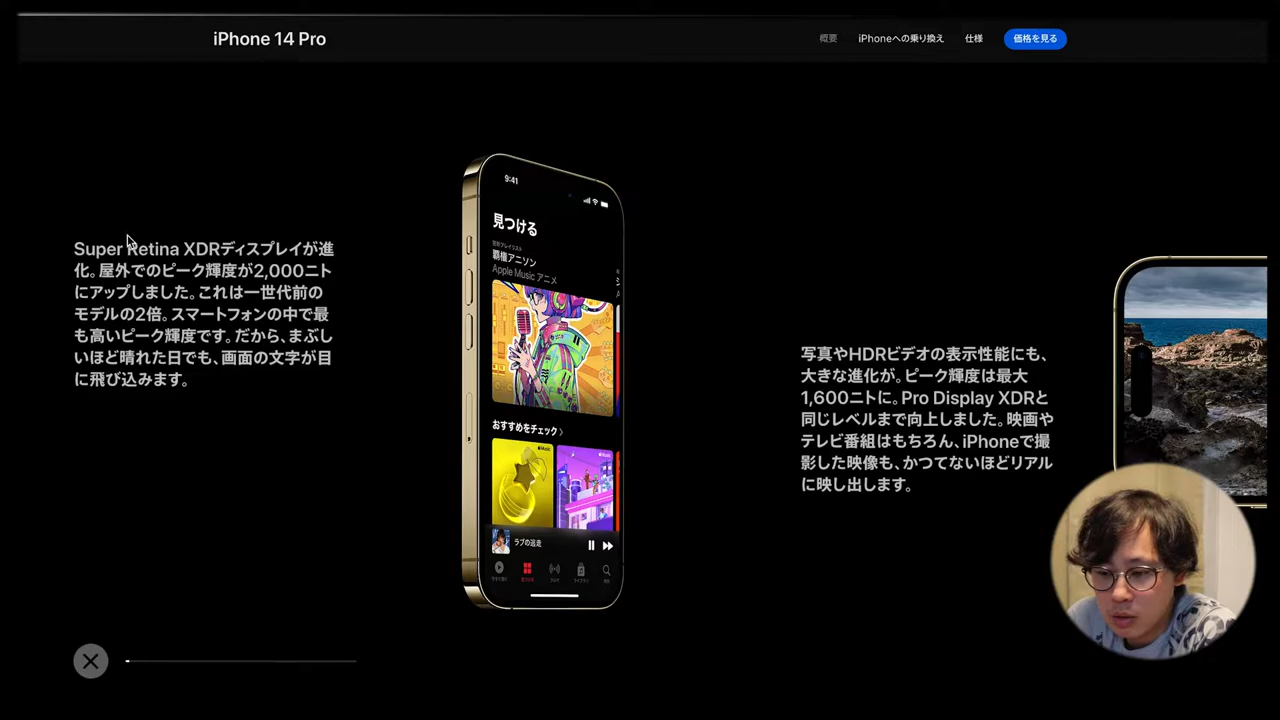 iPhone 14 Pro
概要
iPhoneへの乗り換え
仕様
価格を見る
Super Retina XDRディスプレイが進
化。屋外でのピーク輝度が2,000ニト
にアップしました。これは一世代前の
モデルの2倍。スマートフォンの中で最
も高いピーク輝度です。だから、まぶし
いほど晴れた日でも、画面の文字が目
に飛び込みます。
9:41
見つける
覇権アニソン
Apple Music アニメ
おすすめをチェック
ラブの逃走
写真やHDRビデオの表示性能にも、
大きな進化が。ピーク輝度は最大
1,600ニトに。Pro Display XDRと
同じレベルまで向上しました。映画や
テレビ番組はもちろん、iPhoneで撮
影した映像も、かつてないほどリアル
に映し出します。